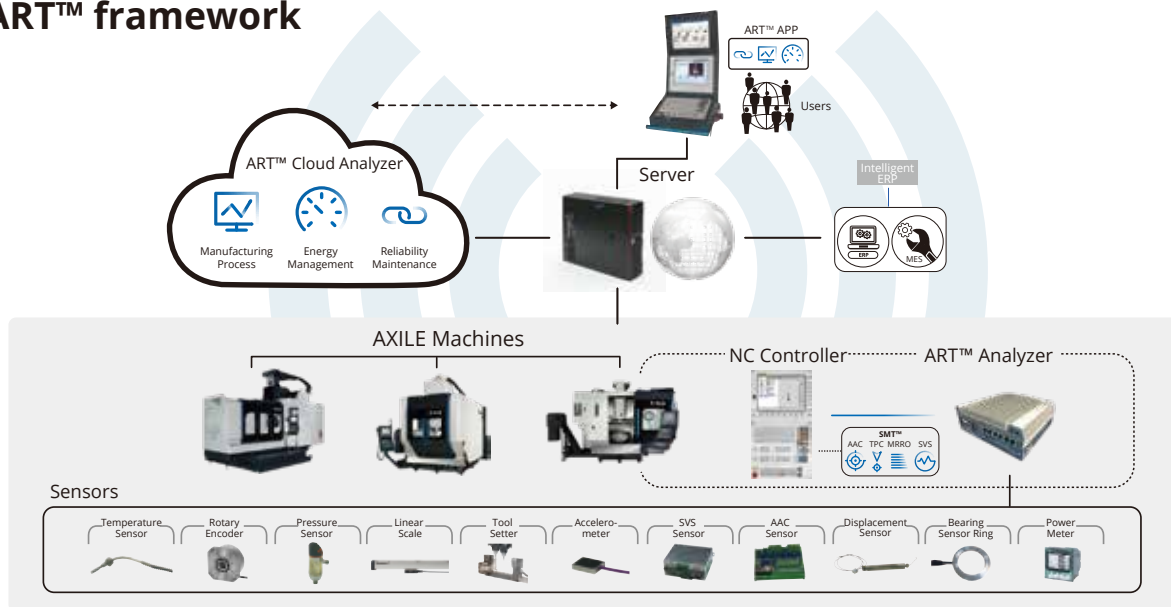 ART™ framework
ART™ APP
Users
ART™ Cloud Analyzer
Manufacturing
Process
Energy
Management
Reliability
Maintenance
Server
Intelligent
ERP
ERP
MES
AXILE Machines
NC Controller
ART™ Analyzer
SMT™
AAC TPC MRRO SVS
Sensors
Temperature
Sensor
Rotary
Encoder
Pressure
Sensor
Linear
Scale
Tool
Setter
Accelero-
meter
SVS
Sensor
AAC
Sensor
Displacement
Sensor
Bearing
Sensor Ring
Power
Meter